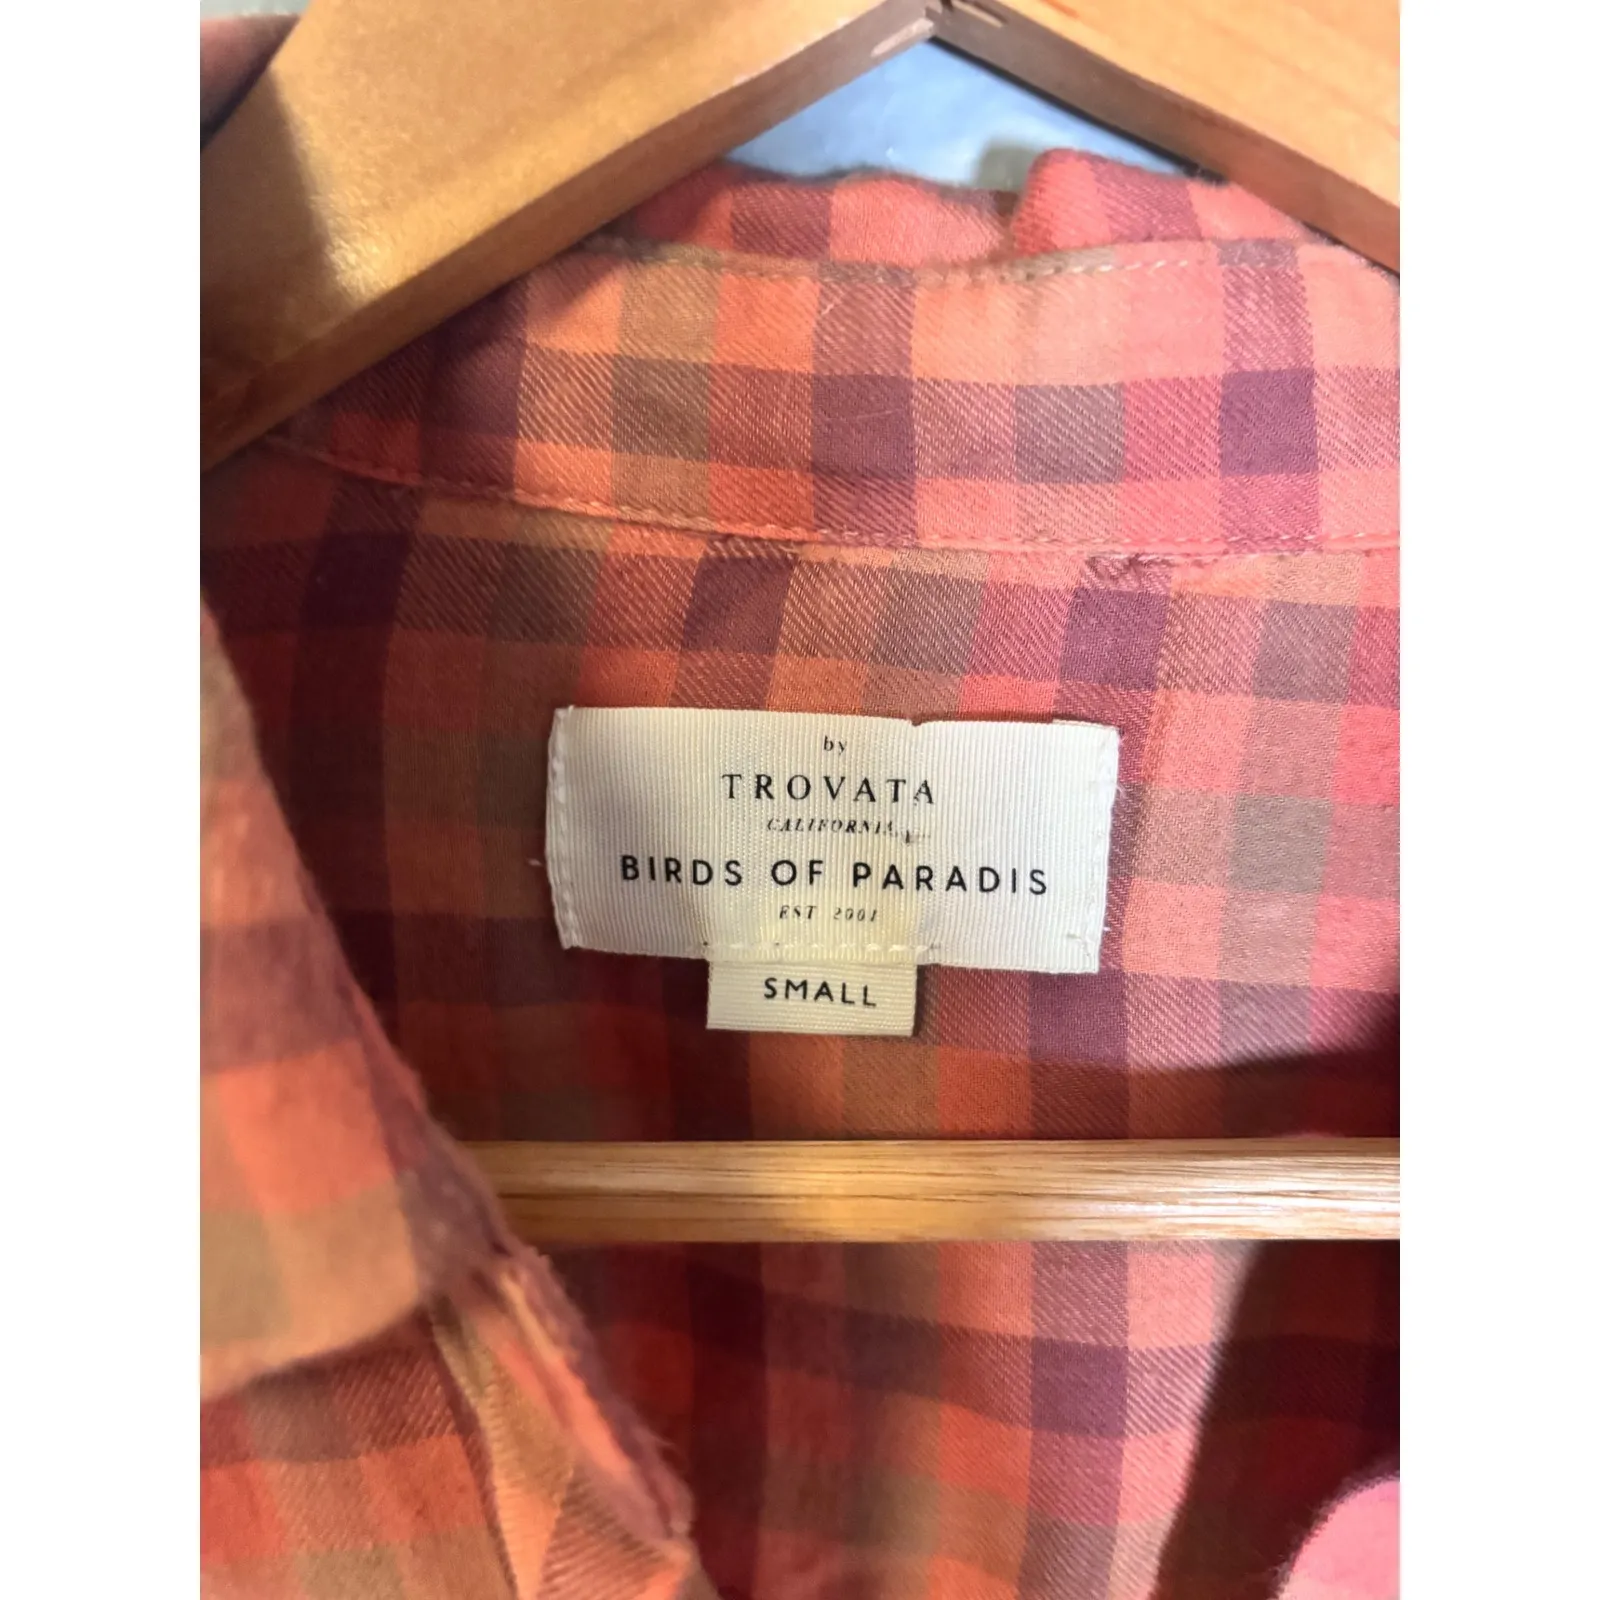 by
TROVATA
CALIFORNIA
BIRDS OF PARADIS
EST 2001
SMALL